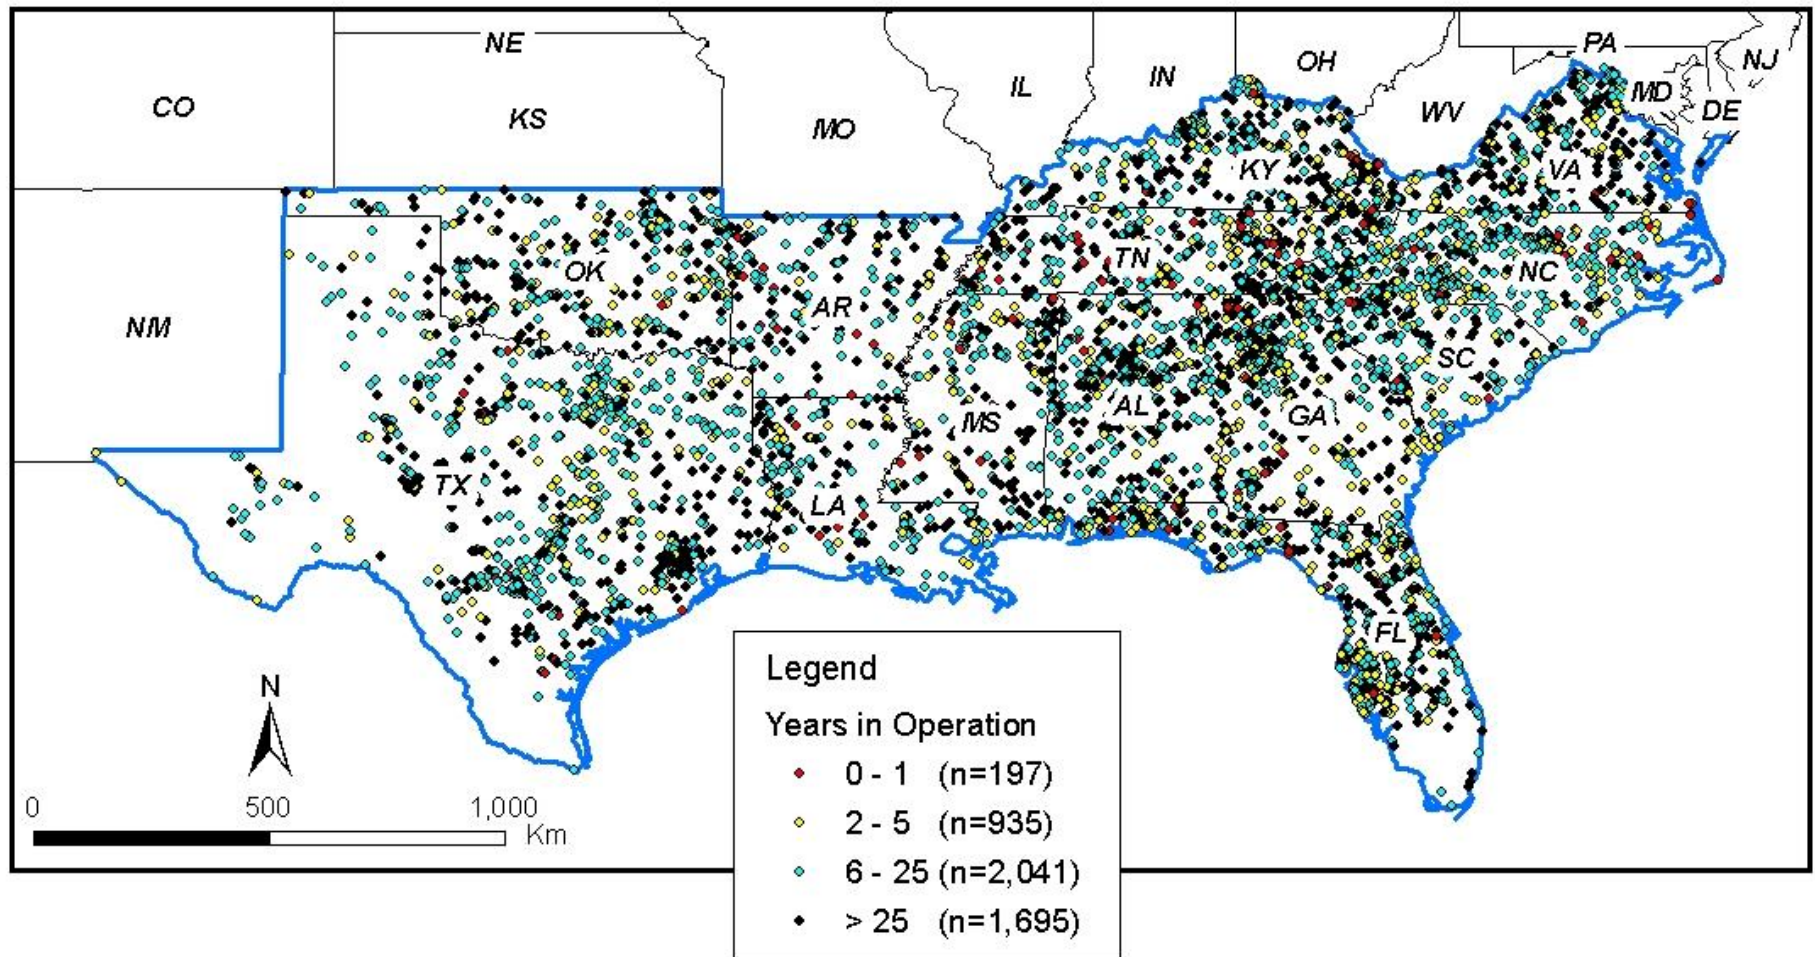 NE
PA
CO
KS
MO
IL
IN
OH
WV
MD
NJ
DE
KY
VA
NM
OK
AR
TN
NC
SC
TX
LA
MS
AL
GA
FL
N
0 500 1,000
Km
Legend
Years in Operation
0 - 1 (n=197)
2 - 5 (n=935)
6 - 25 (n=2,041)
> 25 (n=1,695)